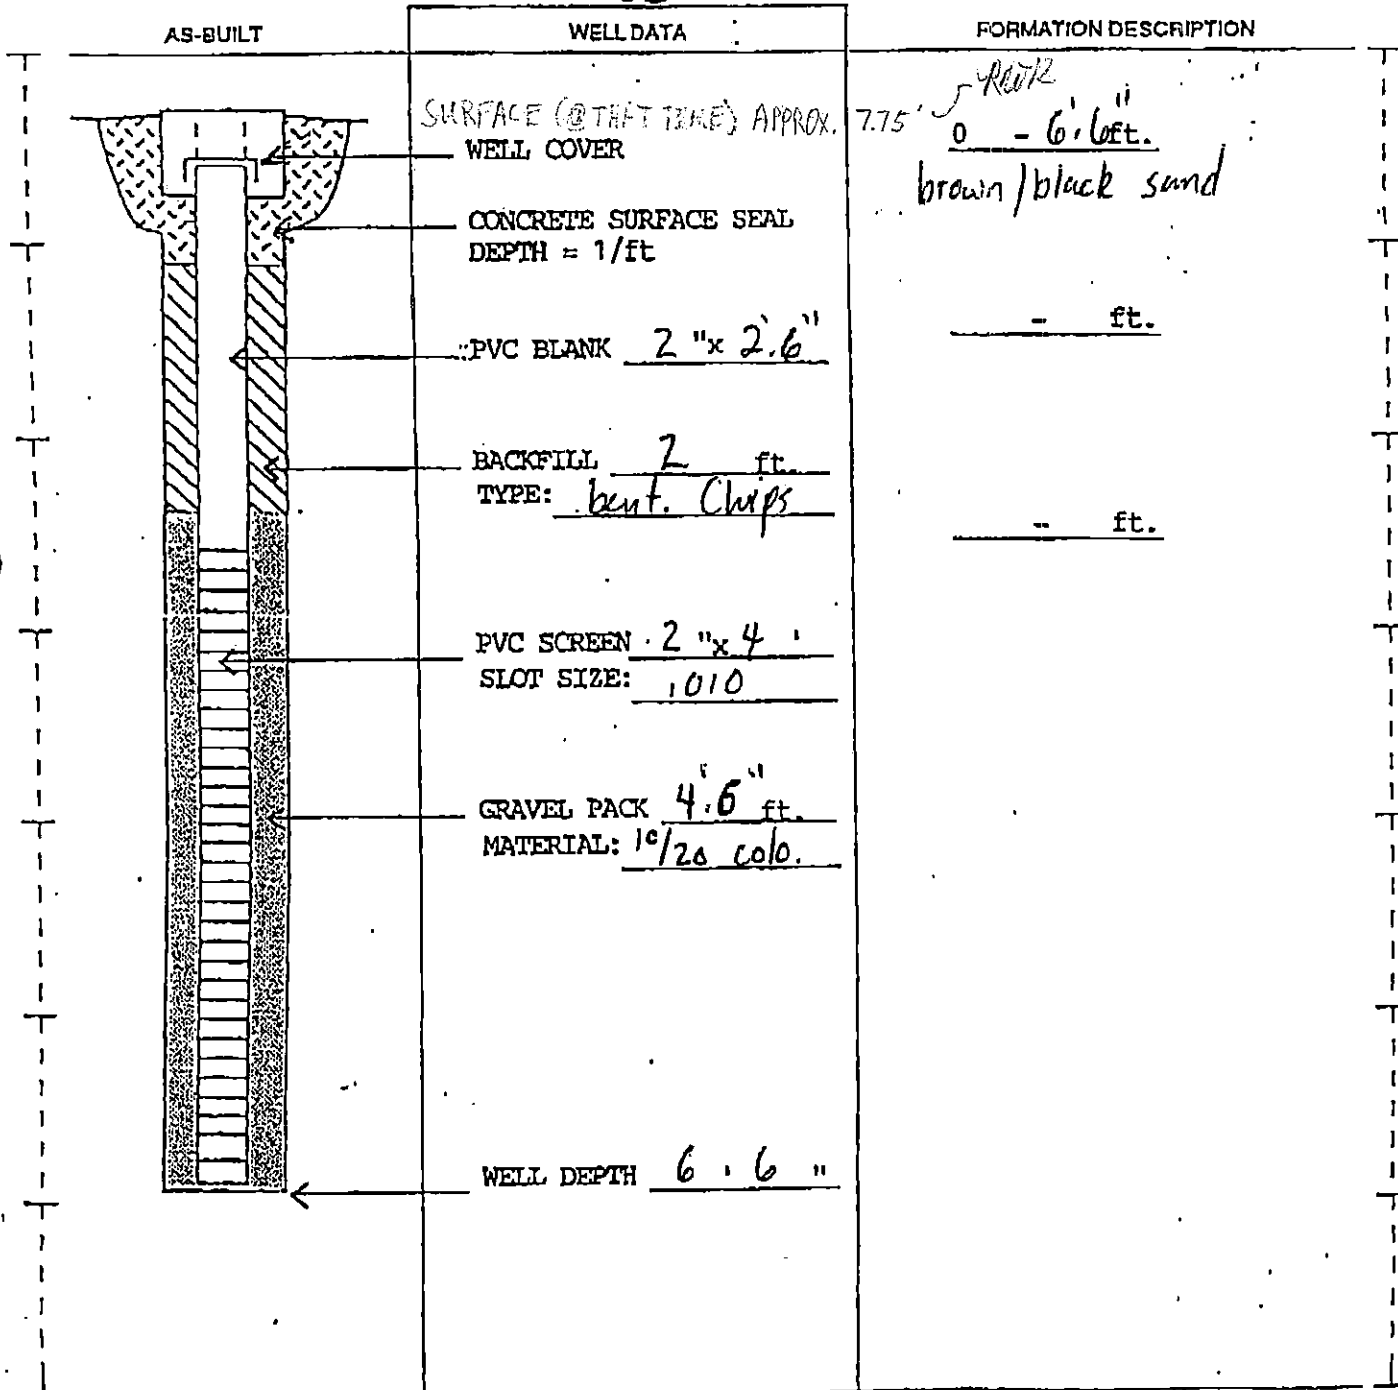 AS-BUILT
WELL DATA
FORMATION DESCRIPTION
SURFACE (@ THAT TIME) APPROX. 7.75'
0 - 6'.6" ft.
brown/black sand
WELL COVER
CONCRETE SURFACE SEAL
DEPTH = 1/ft
PVC BLANK 2 "x 2'.6"
- ft.
BACKFILL 2 ft.
TYPE: bent. Chips
- ft.
PVC SCREEN 2 "x 4 '
SLOT SIZE: .010
GRAVEL PACK 4'.6" ft.
MATERIAL: 10/20 colo.
WELL DEPTH 6 ' 6 "